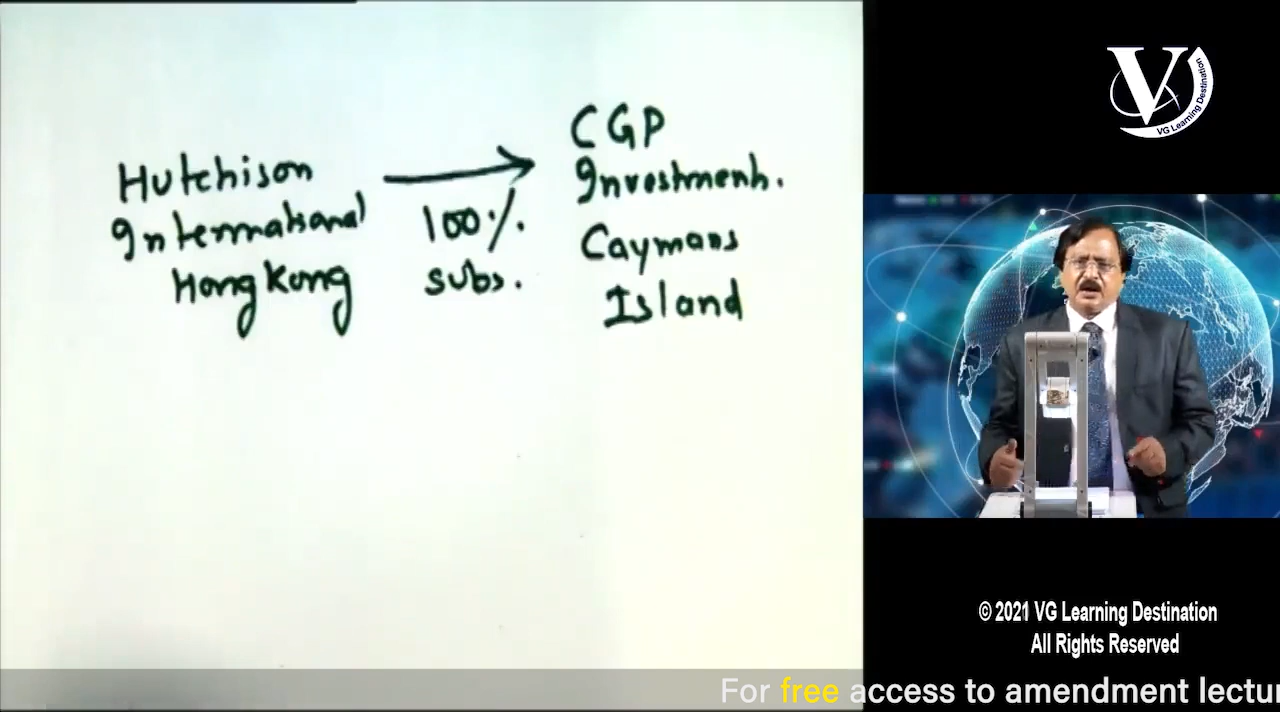 Hutchison
International
Hong Kong
100%
subs.
CGP
Investment.
Caymans
Island
V
VG Learning Destination
© 2021 VG Learning Destination
All Rights Reserved
For free access to amendment lectur